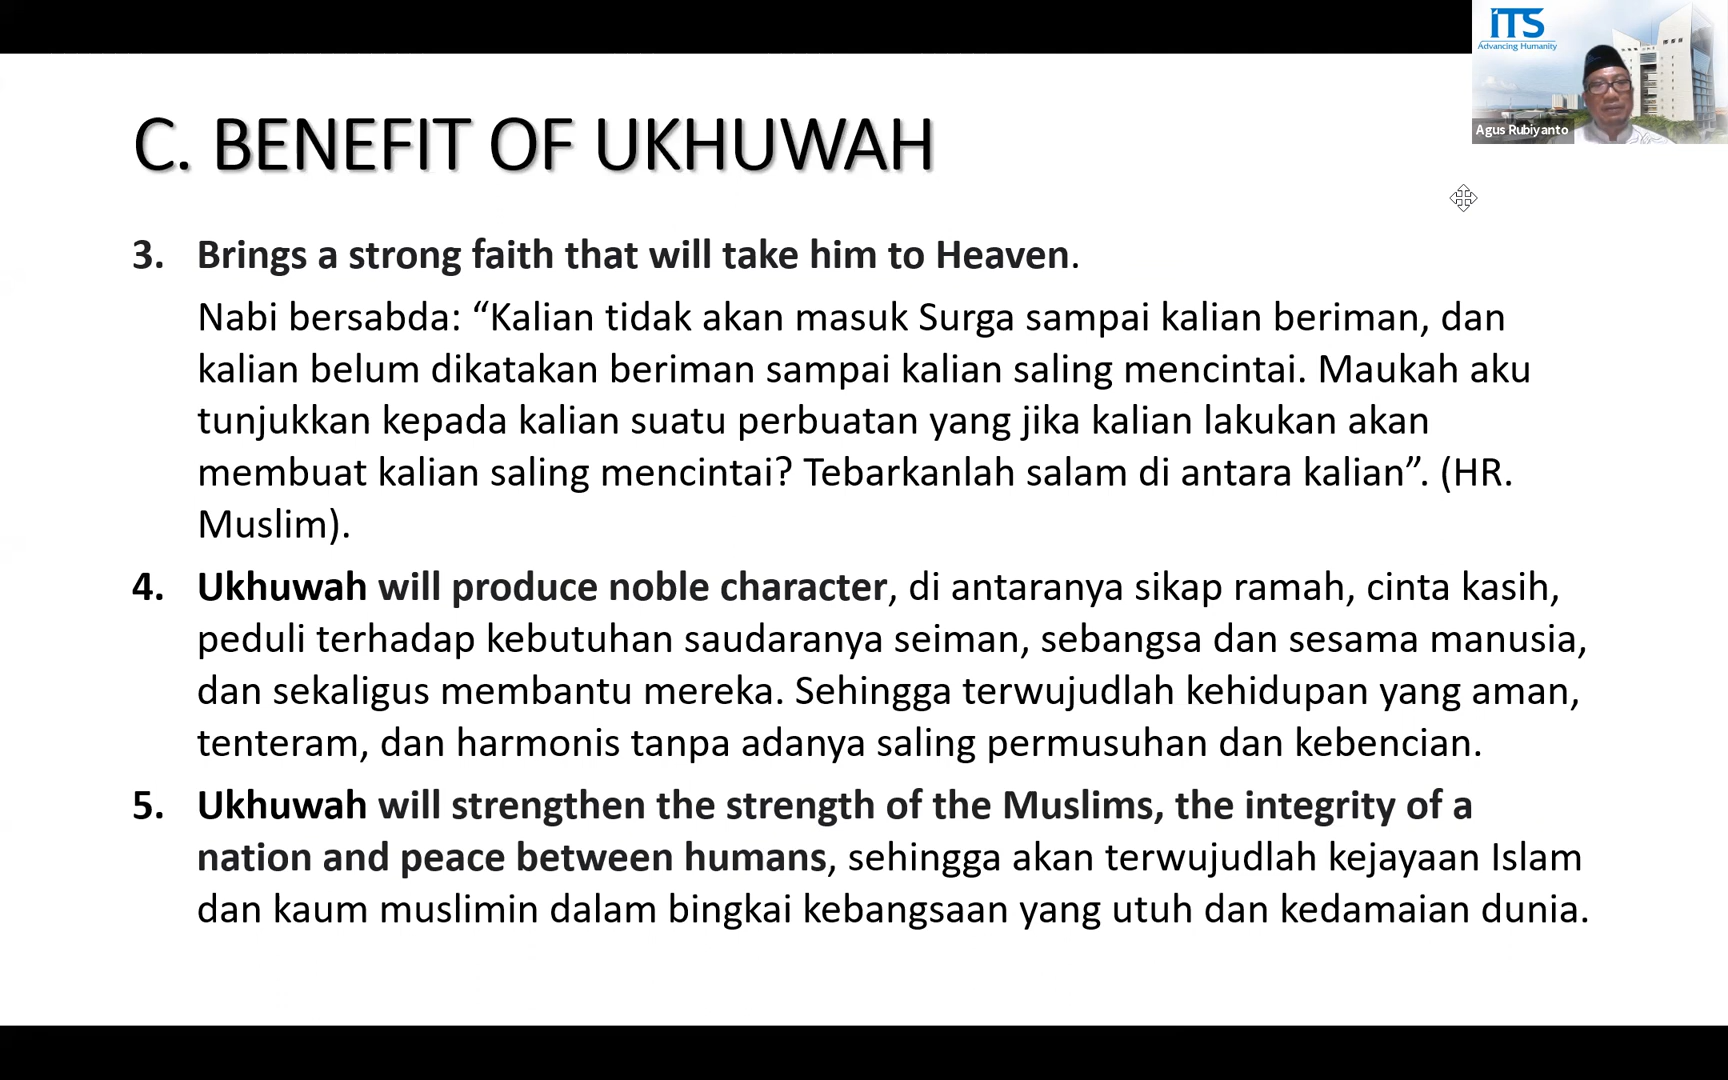 iTS
Advancing Humanity
Agus Rubiyanto
C. BENEFIT OF UKHUWAH
3. Brings a strong faith that will take him to Heaven.
Nabi bersabda: “Kalian tidak akan masuk Surga sampai kalian beriman, dan
kalian belum dikatakan beriman sampai kalian saling mencintai. Maukah aku
tunjukkan kepada kalian suatu perbuatan yang jika kalian lakukan akan
membuat kalian saling mencintai? Tebarkanlah salam di antara kalian”. (HR.
Muslim).
4. Ukhuwah will produce noble character, di antaranya sikap ramah, cinta kasih,
peduli terhadap kebutuhan saudaranya seiman, sebangsa dan sesama manusia,
dan sekaligus membantu mereka. Sehingga terwujudlah kehidupan yang aman,
tenteram, dan harmonis tanpa adanya saling permusuhan dan kebencian.
5. Ukhuwah will strengthen the strength of the Muslims, the integrity of a
nation and peace between humans, sehingga akan terwujudlah kejayaan Islam
dan kaum muslimin dalam bingkai kebangsaan yang utuh dan kedamaian dunia.